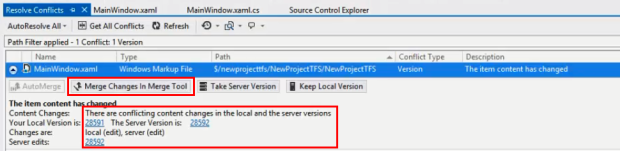 Resolve Conflicts MainWindow.xaml MainWindow.xaml.cs Source Control Explorer
AutoResolve All Get All Conflicts Refresh
Path Filter applied - 1 Conflict: 1 Version
Name Type Path Conflict Type Description
MainWindow.xaml Windows Markup File $/newprojecttfs/NewProjectTFS/NewProjectTFS Version The item content has changed
AutoMerge Merge Changes In Merge Tool Take Server Version Keep Local Version
The item content has changed
Content Changes: There are conflicting content changes in the local and the server versions
Your Local Version is: 28591 The Server Version is: 28592
Changes are: local (edit), server (edit)
Server edits: 28592